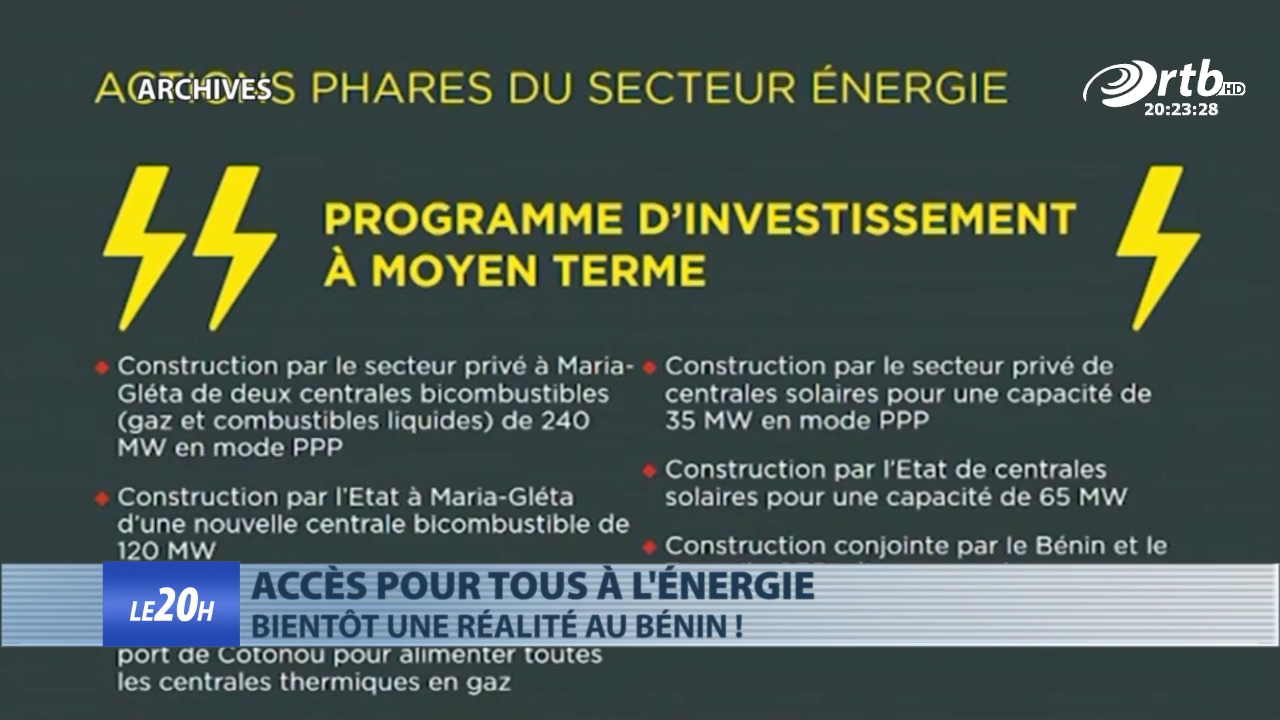 ACTIONS PHARES DU SECTEUR ÉNERGIE
ARCHIVES
rtb HD
20:23:28
PROGRAMME D'INVESTISSEMENT
À MOYEN TERME
Construction par le secteur privé à Maria-
Gléta de deux centrales bicombustibles
(gaz et combustibles liquides) de 240
MW en mode PPP
Construction par l'Etat à Maria-Gléta
d'une nouvelle centrale bicombustible de
120 MW
port de Cotonou pour alimenter toutes
les centrales thermiques en gaz
Construction par le secteur privé de
centrales solaires pour une capacité de
35 MW en mode PPP
Construction par l'Etat de centrales
solaires pour une capacité de 65 MW
Construction conjointe par le Bénin et le
LE20H
ACCÈS POUR TOUS À L'ÉNERGIE
BIENTÔT UNE RÉALITÉ AU BÉNIN !